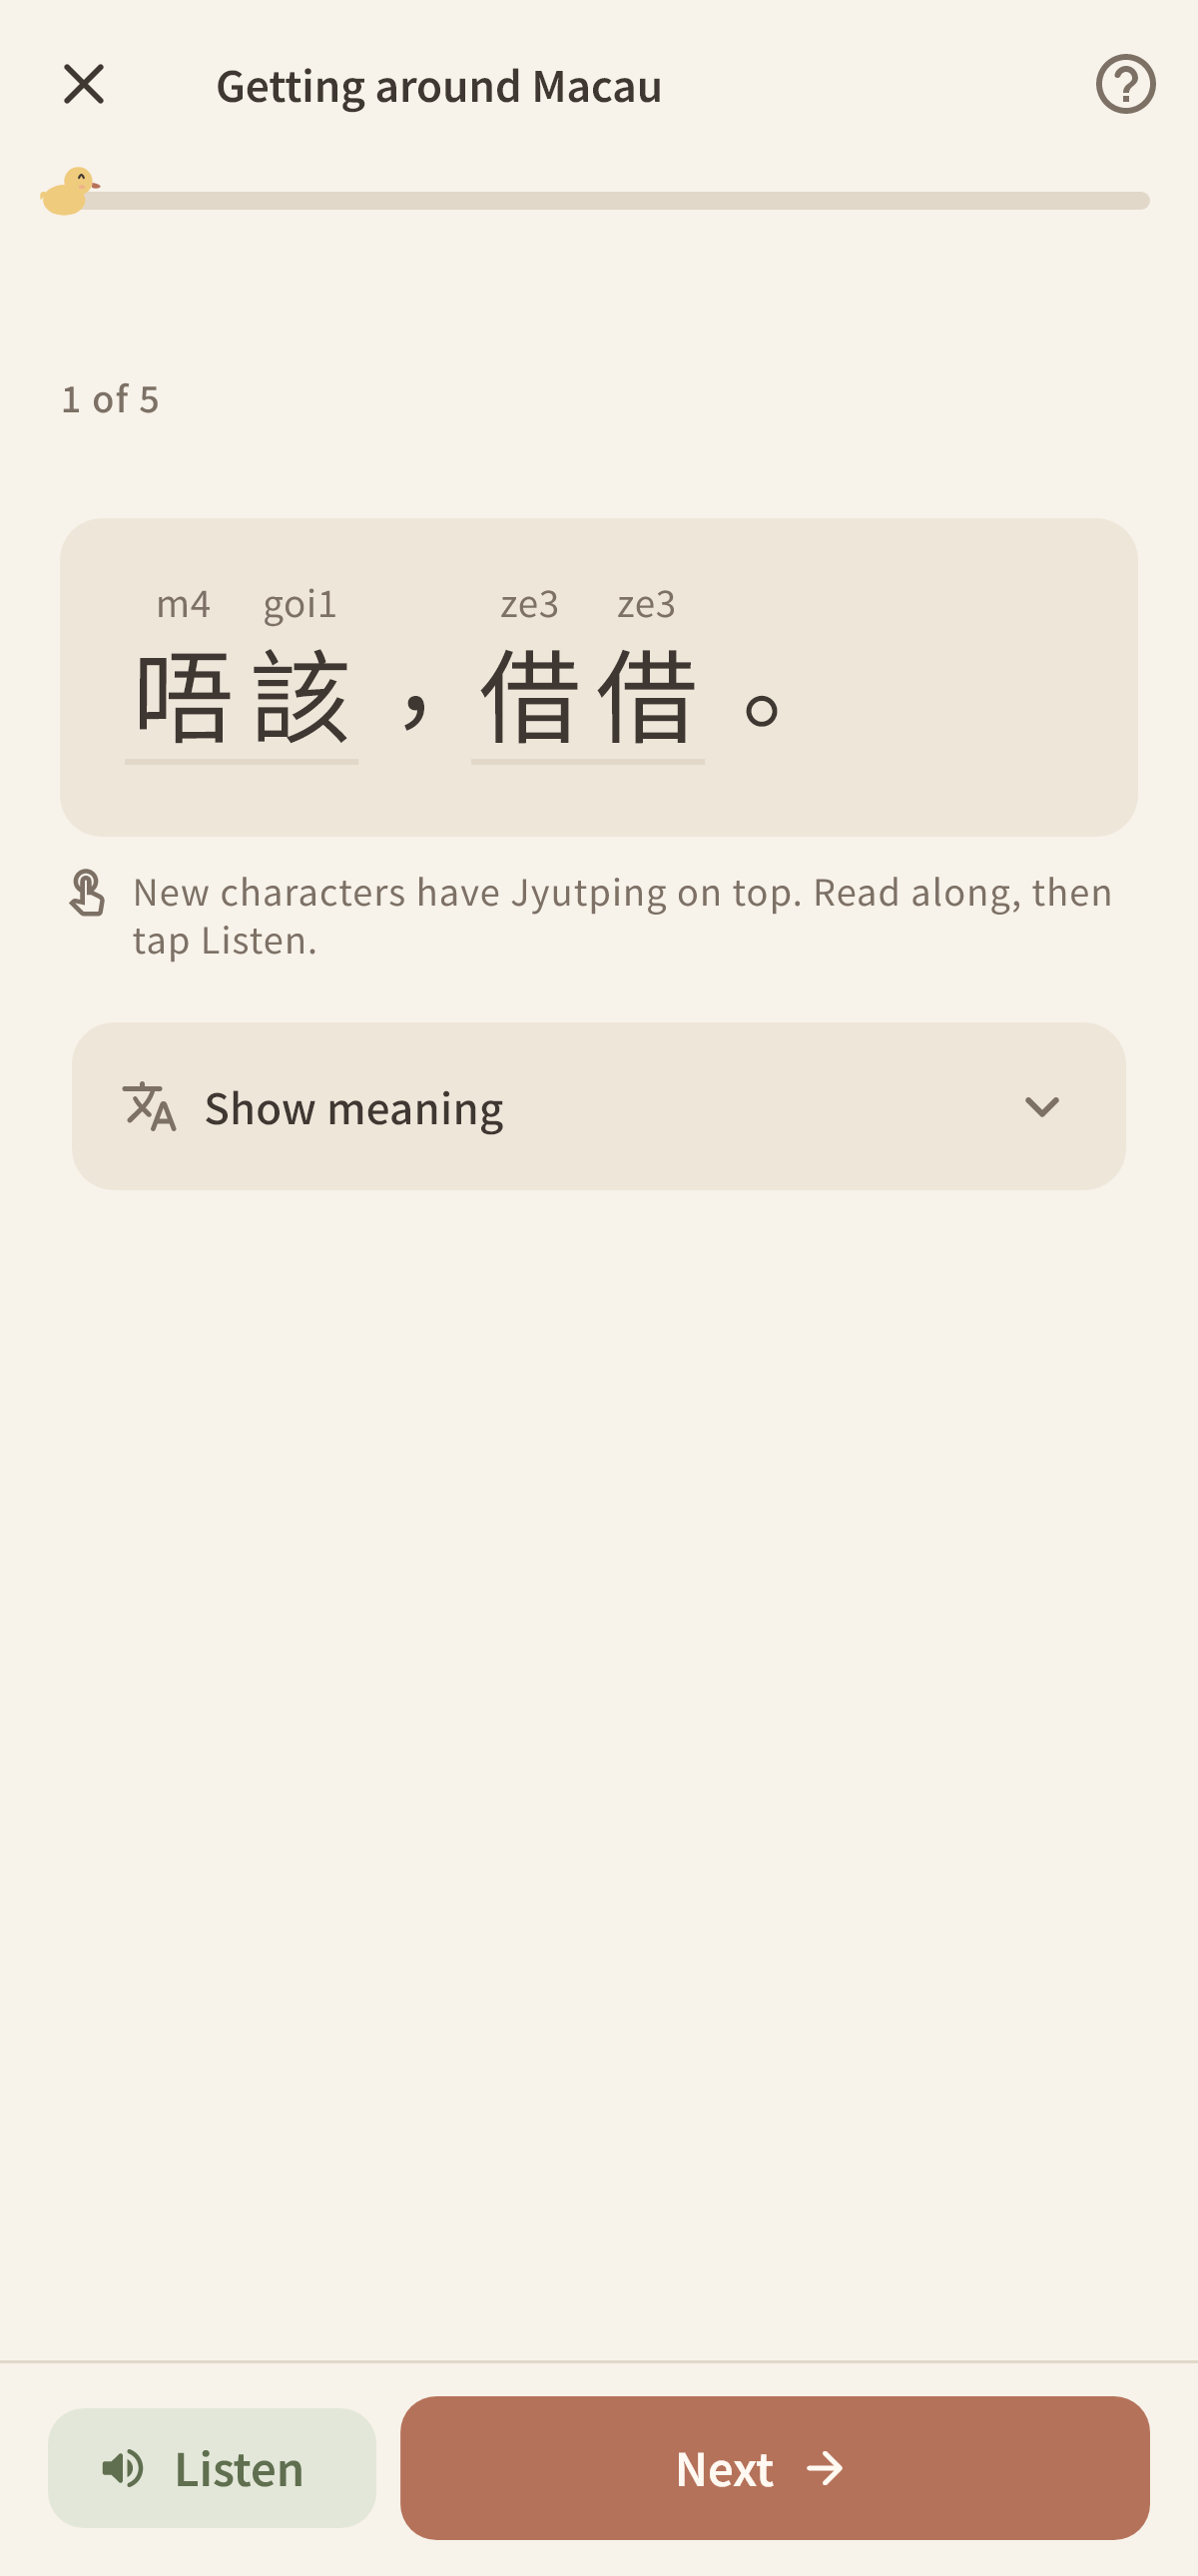 Getting around Macau
1 of 5
m4 goi1 ze3 ze3
唔該，借借。
New characters have Jyutping on top. Read along, then
tap Listen.
Show meaning
Listen
Next